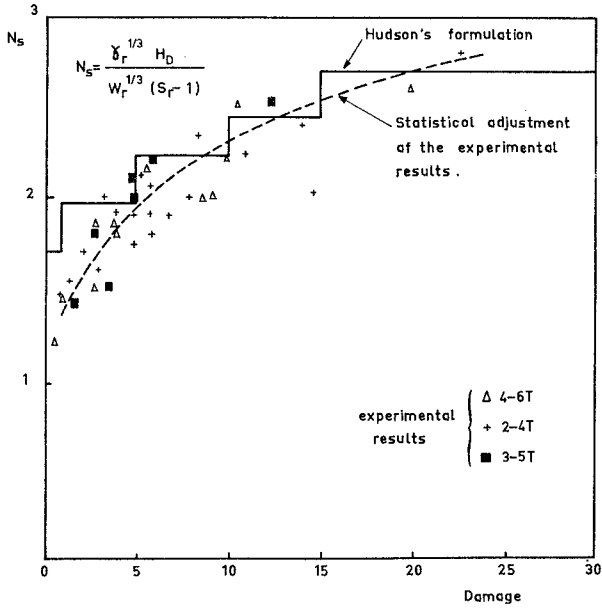 3
Ns
Ns = γr^1/3 HD / Wr^1/3 (Sr-1)
Hudson's formulation
Statistical adjustment
of the experimental
results.
2
1
experimental
results
Δ 4-6T
+ 2-4T
■ 3-5T
0 5 10 15 20 25 30
Damage